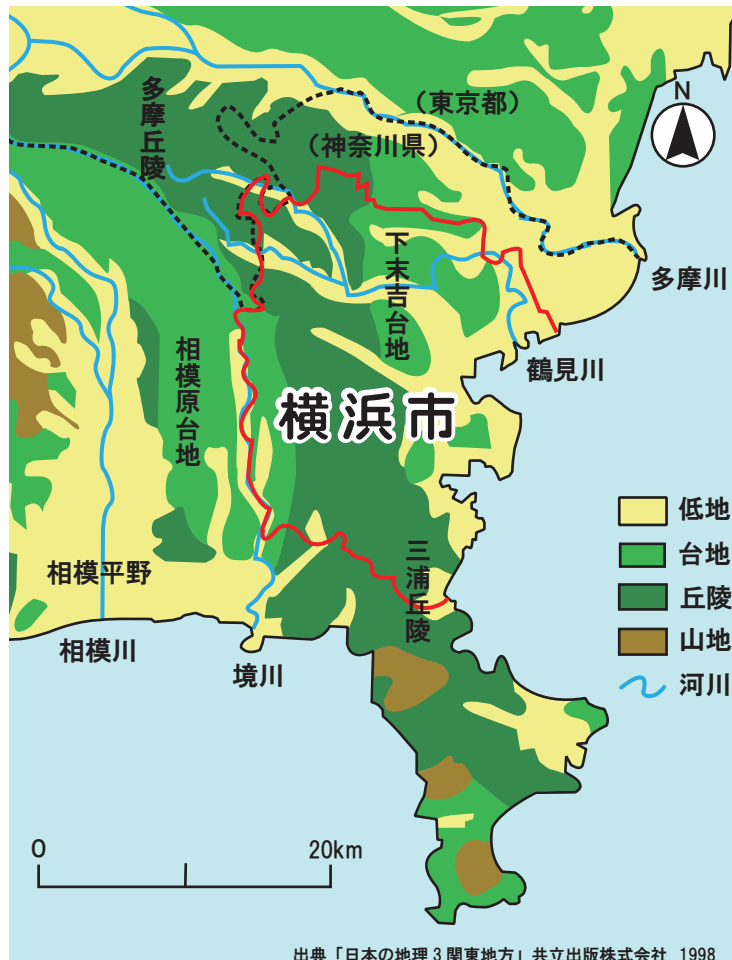 多摩丘陵
(東京都)
N
(神奈川県)
下末吉台地
多摩川
相模原台地
鶴見川
横浜市
低地
台地
三浦丘陵
相模平野
丘陵
山地
相模川
境川
河川
0
20km
出典「日本の地理3関東地方」共立出版株式会社 1998